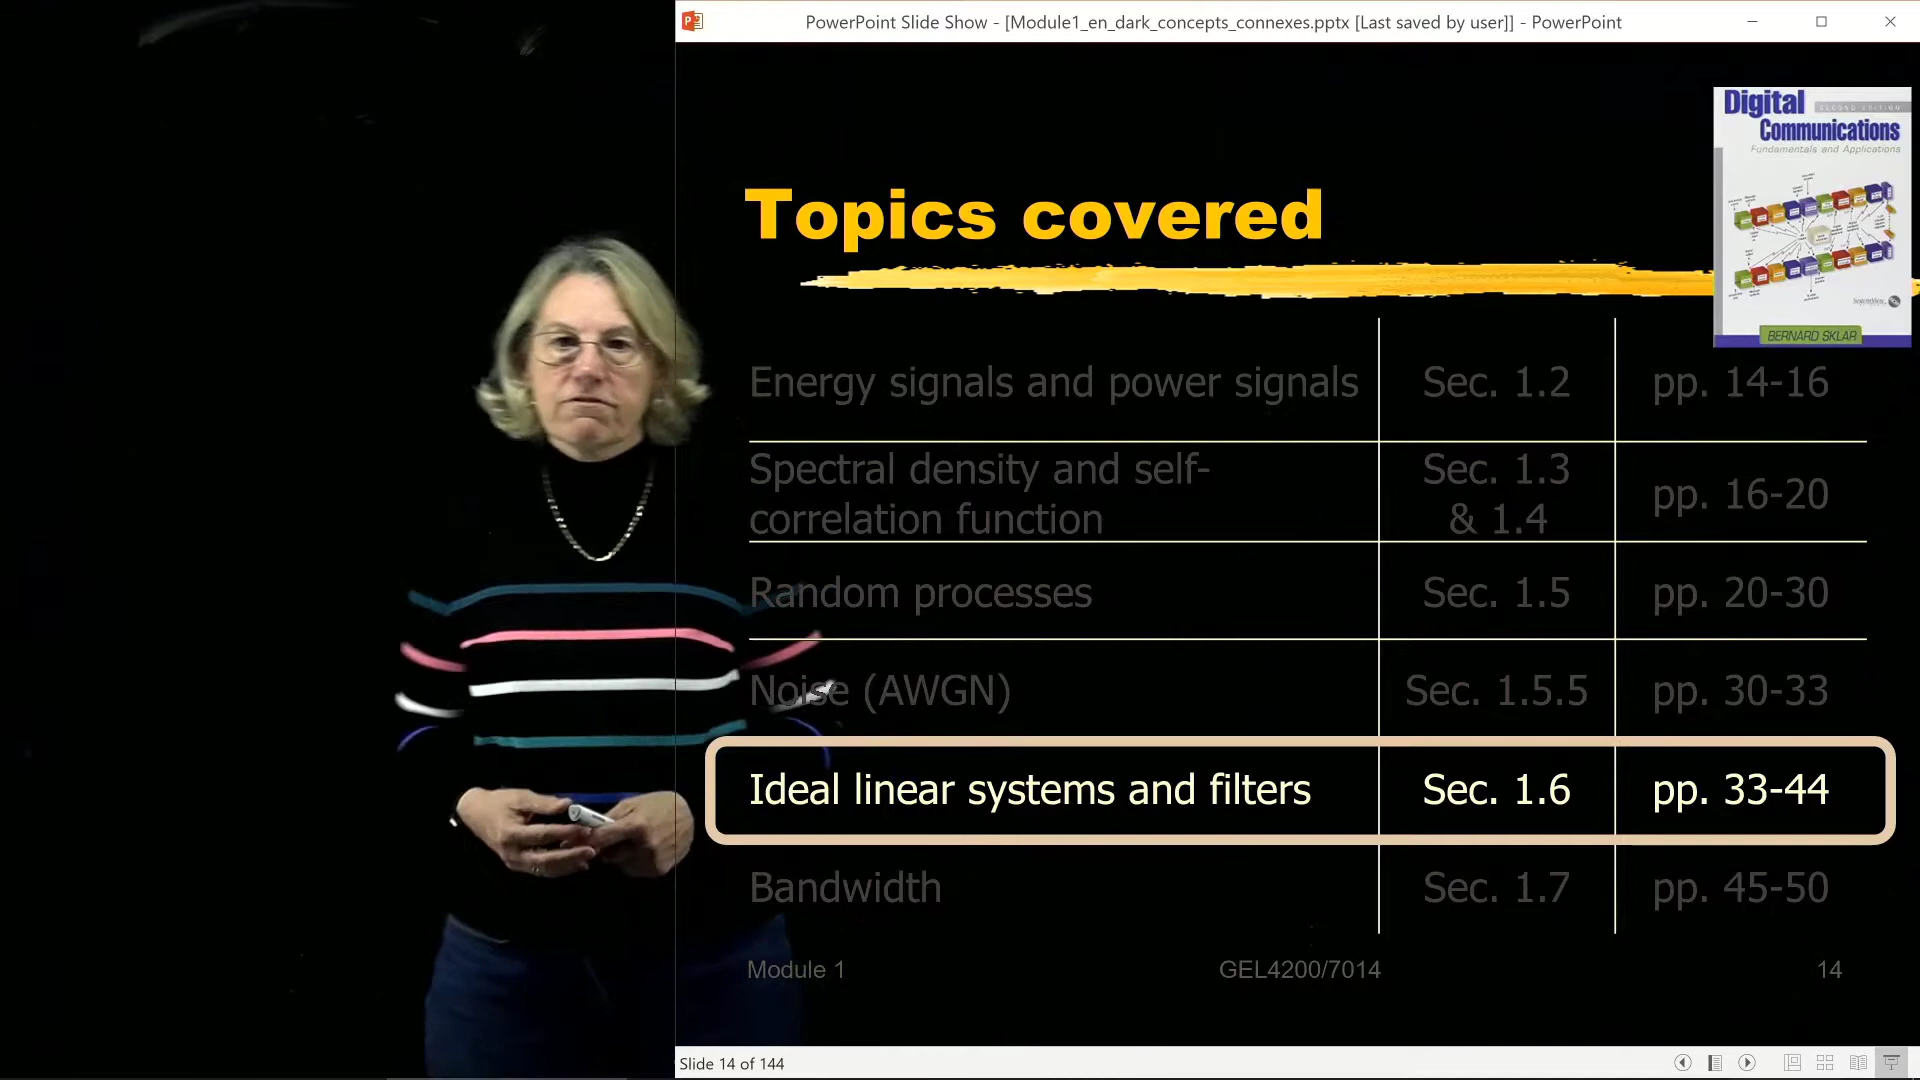 PowerPoint Slide Show - [Module1_en_dark_concepts_connexes.pptx [Last saved by user]] - PowerPoint
Digital
SECOND EDITION
Communications
Fundamentals and Applications
BERNARD SKLAR
Topics covered
Energy signals and power signals Sec. 1.2 pp. 14-16
Spectral density and self-
correlation function Sec. 1.3
& 1.4 pp. 16-20
Random processes Sec. 1.5 pp. 20-30
Noise (AWGN) Sec. 1.5.5 pp. 30-33
Ideal linear systems and filters Sec. 1.6 pp. 33-44
Bandwidth Sec. 1.7 pp. 45-50
Module 1 GEL4200/7014 14
Slide 14 of 144